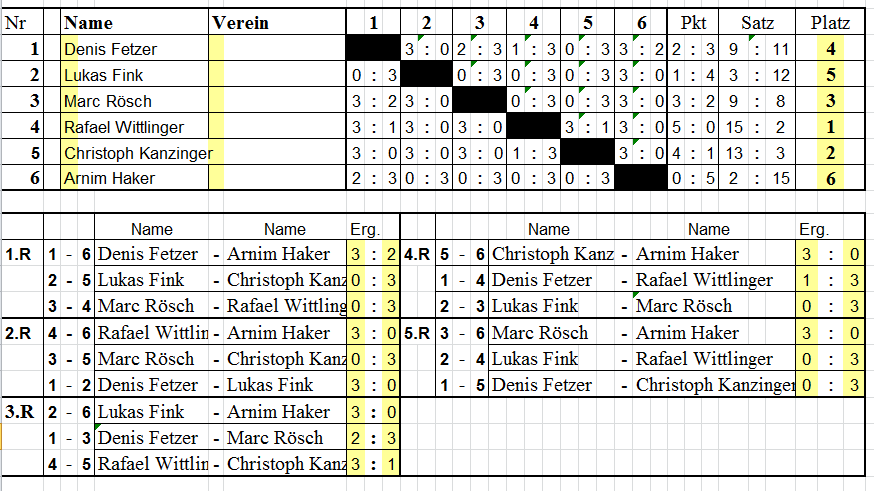 Nr Name Verein 1 2 3 4 5 6 Pkt Satz Platz
1 Denis Fetzer 3 : 0 2 : 3 1 : 3 0 : 3 3 : 2 2 : 3 9 : 11 4
2 Lukas Fink 0 : 3 0 : 3 0 : 3 0 : 3 3 : 0 1 : 4 3 : 12 5
3 Marc Rösch 3 : 2 3 : 0 0 : 3 0 : 3 3 : 0 3 : 2 9 : 8 3
4 Rafael Wittlinger 3 : 1 3 : 0 3 : 0 3 : 1 3 : 0 5 : 0 15 : 2 1
5 Christoph Kanzinger 3 : 0 3 : 0 3 : 0 1 : 3 3 : 0 4 : 1 13 : 3 2
6 Arnim Haker 2 : 3 0 : 3 0 : 3 0 : 3 0 : 3 0 : 5 2 : 15 6
Name Name Erg. Name Name Erg.
1.R 1 - 6 Denis Fetzer - Arnim Haker 3 : 2 4.R 5 - 6 Christoph Kanz - Arnim Haker 3 : 0
2 - 5 Lukas Fink - Christoph Kanz 0 : 3 1 - 4 Denis Fetzer - Rafael Wittlinger 1 : 3
3 - 4 Marc Rösch - Rafael Wittling 0 : 3 2 - 3 Lukas Fink - Marc Rösch 0 : 3
2.R 4 - 6 Rafael Wittlin - Arnim Haker 3 : 0 5.R 3 - 6 Marc Rösch - Arnim Haker 3 : 0
3 - 5 Marc Rösch - Christoph Kanz 0 : 3 2 - 4 Lukas Fink - Rafael Wittlinger 0 : 3
1 - 2 Denis Fetzer - Lukas Fink 3 : 0 1 - 5 Denis Fetzer - Christoph Kanzinger 0 : 3
3.R 2 - 6 Lukas Fink - Arnim Haker 3 : 0
1 - 3 Denis Fetzer - Marc Rösch 2 : 3
4 - 5 Rafael Wittlin - Christoph Kanz 3 : 1